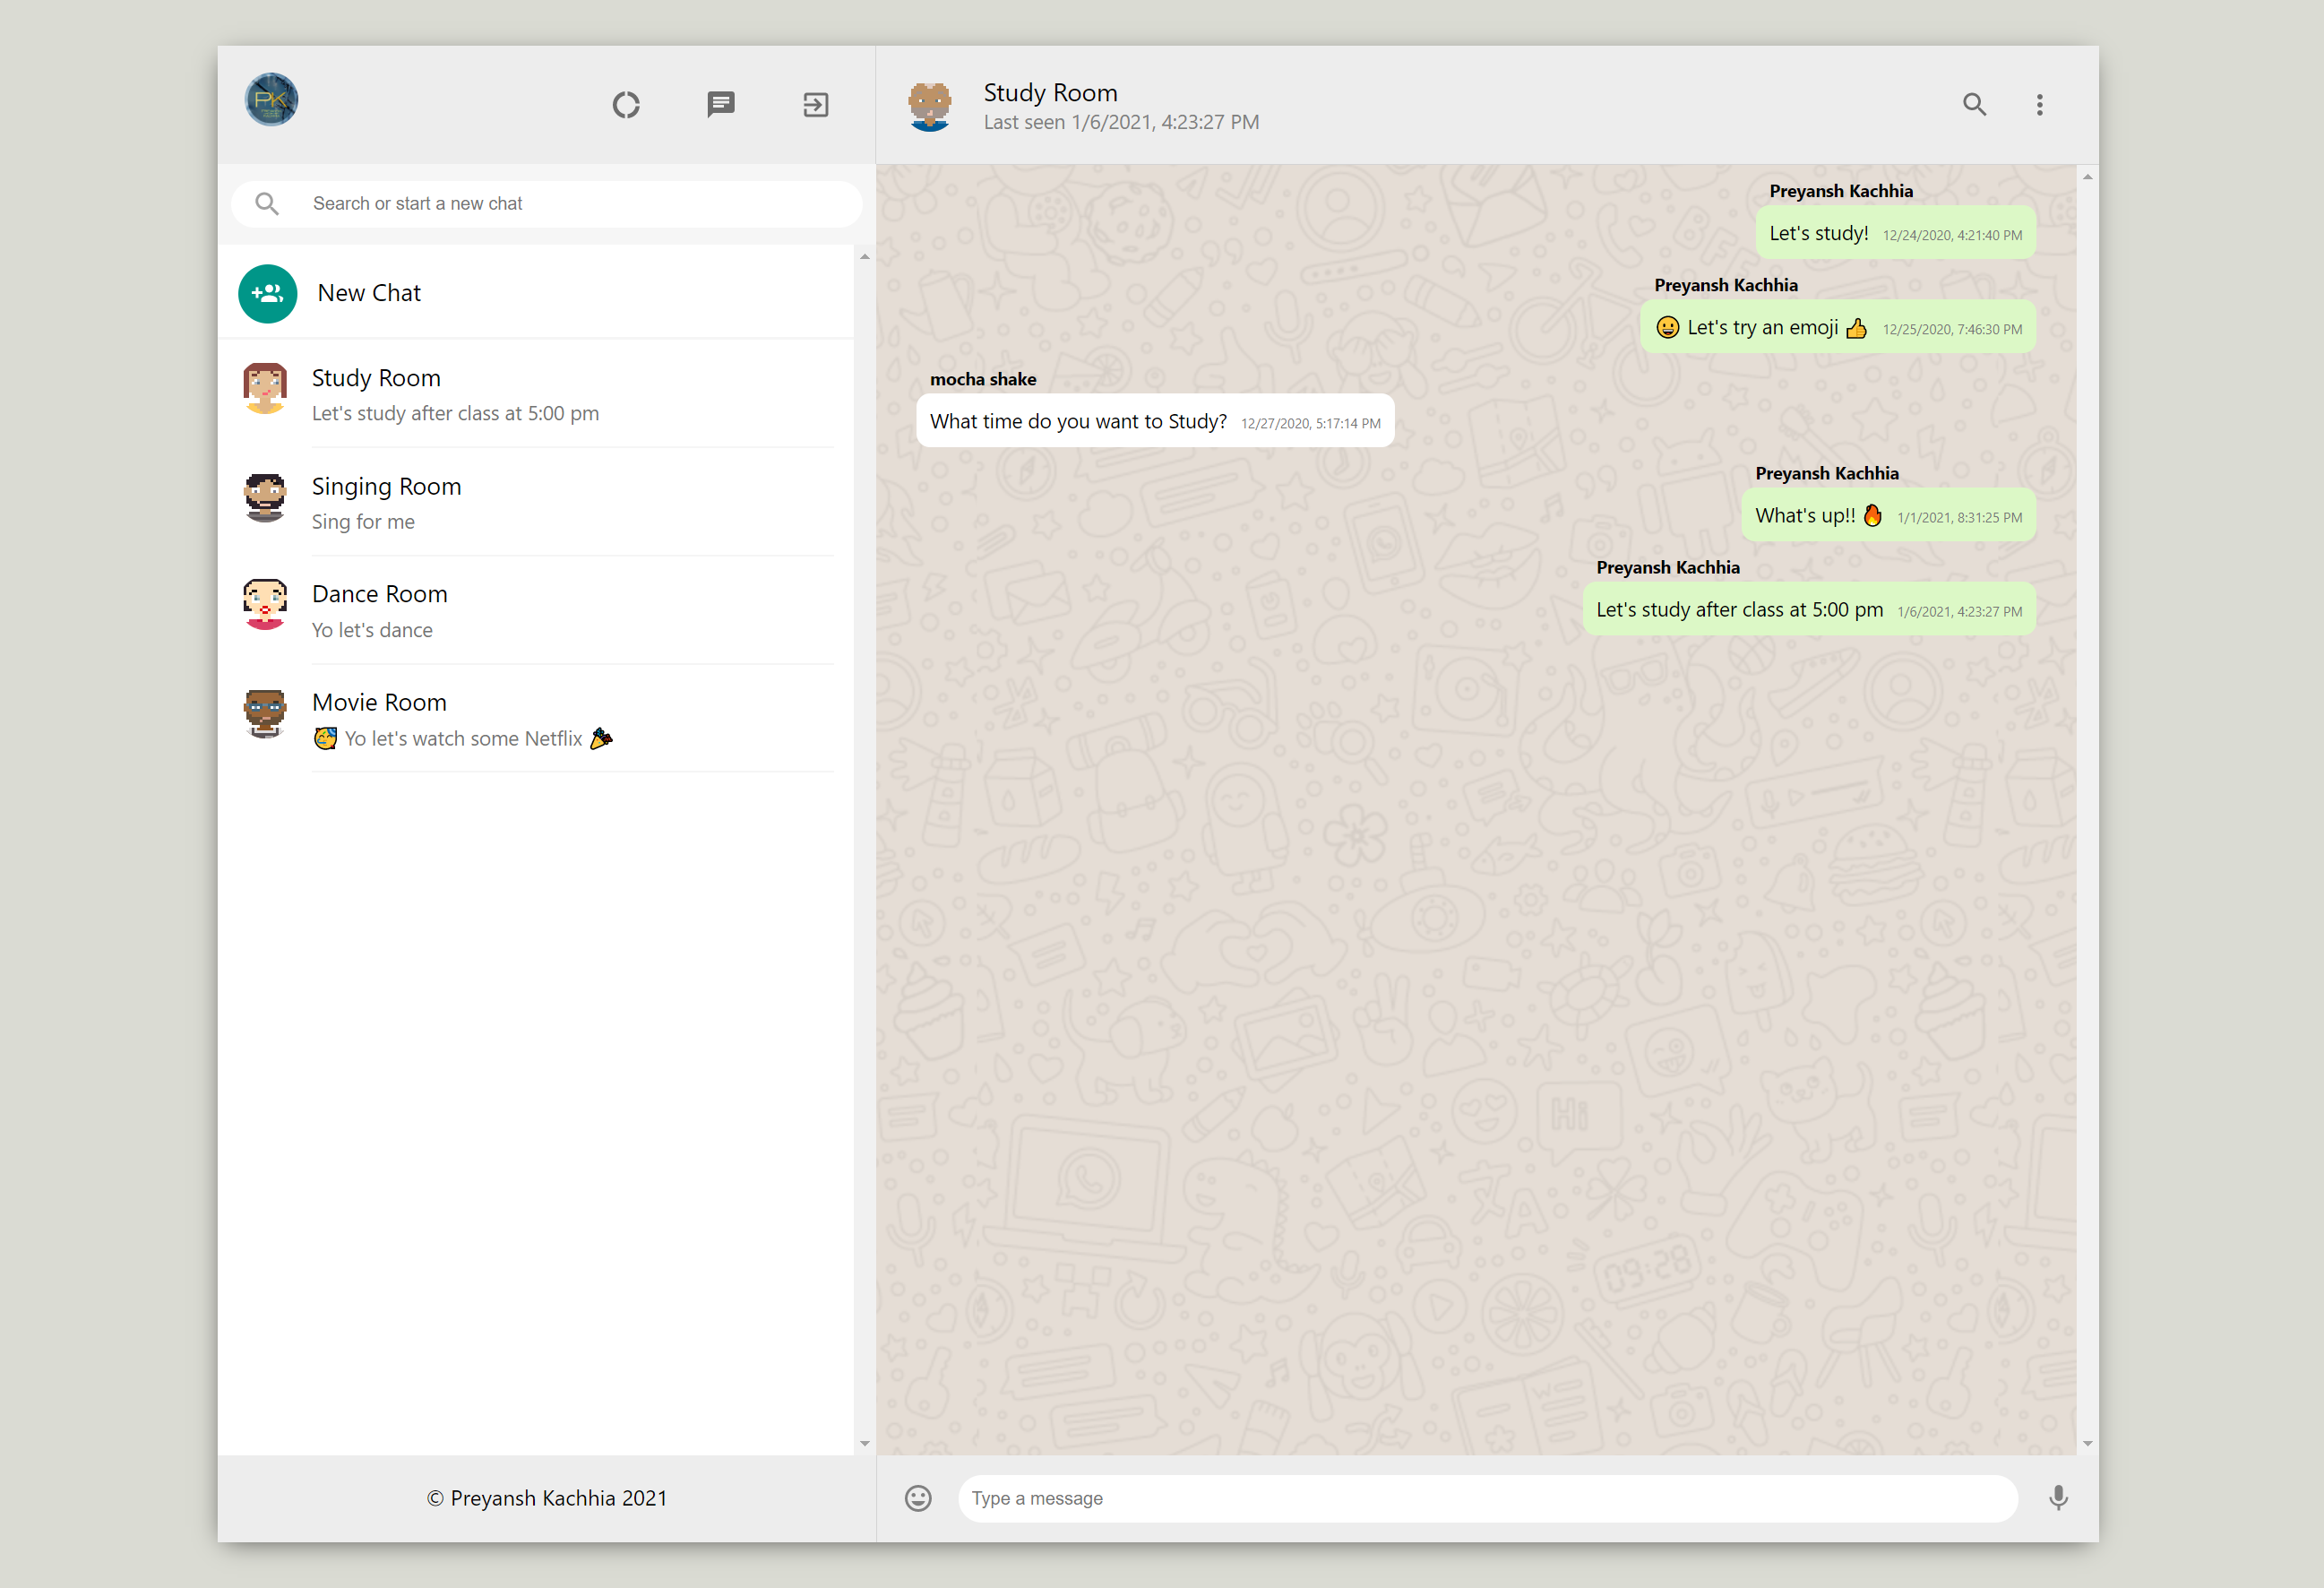 PK
Study Room
Last seen 1/6/2021, 4:23:27 PM
Search or start a new chat
New Chat
Study Room
Let's study after class at 5:00 pm
Singing Room
Sing for me
Dance Room
Yo let's dance
Movie Room
🥳 Yo let's watch some Netflix 🎉
© Preyansh Kachhia 2021
Preyansh Kachhia
Let's study! 12/24/2020, 4:21:40 PM
Preyansh Kachhia
😀 Let's try an emoji 👍 12/25/2020, 7:46:30 PM
mocha shake
What time do you want to Study? 12/27/2020, 5:17:14 PM
Preyansh Kachhia
What's up!! 🔥 1/1/2021, 8:31:25 PM
Preyansh Kachhia
Let's study after class at 5:00 pm 1/6/2021, 4:23:27 PM
Hi
09:28
Type a message